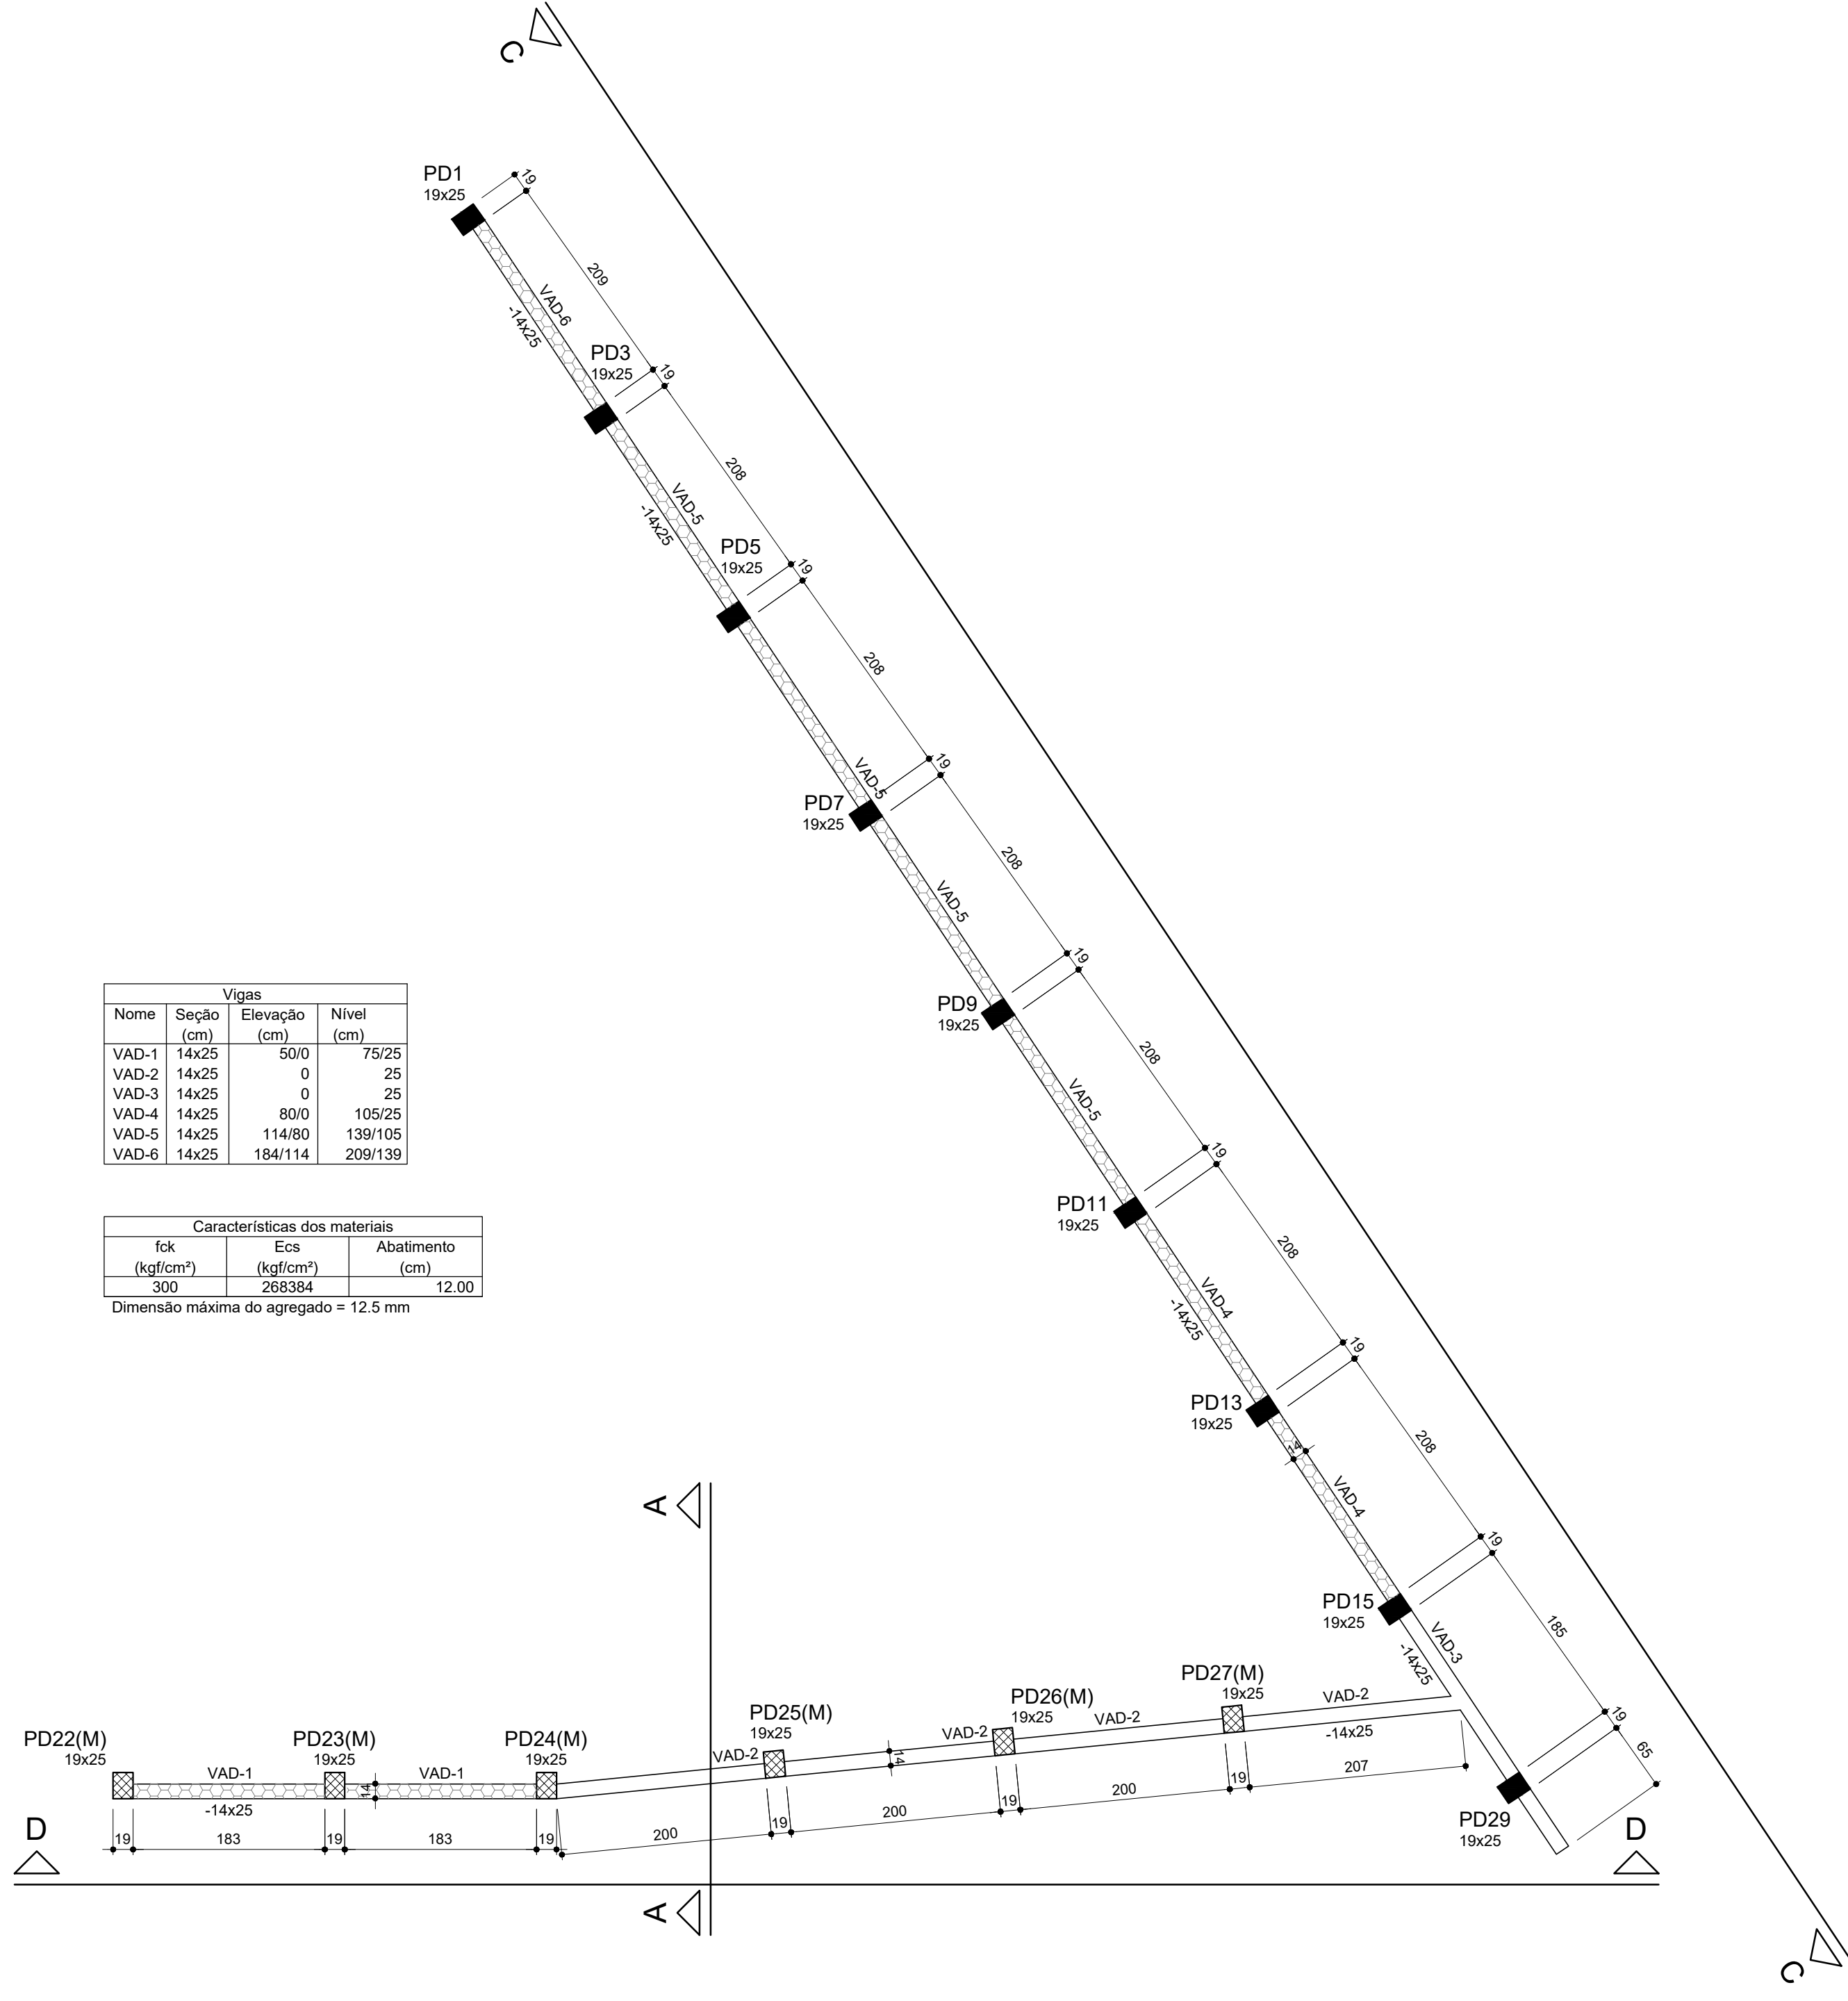 C
PD1
19x25
19
209
VAD-6
-14x25
PD3
19x25
19
208
VAD-5
-14x25
PD5
19x25
19
208
VAD-5
PD7
19x25
19
208
VAD-5
PD9
19x25
19
208
VAD-5
PD11
19x25
19
208
VAD-4
-14x25
PD13
19x25
19
208
14
VAD-4
PD15
19x25
19
185
VAD-3
-14x25
19
65
PD29
19x25
Vigas
Nome Seção Elevação Nível
(cm) (cm) (cm)
VAD-1 14x25 50/0 75/25
VAD-2 14x25 0 25
VAD-3 14x25 0 25
VAD-4 14x25 80/0 105/25
VAD-5 14x25 114/80 139/105
VAD-6 14x25 184/114 209/139
Características dos materiais
fck Ecs Abatimento
(kgf/cm²) (kgf/cm²) (cm)
300 268384 12.00
Dimensão máxima do agregado = 12.5 mm
A
PD22(M)
19x25
VAD-1
-14x25
PD23(M)
19x25
VAD-1
14
PD24(M)
19x25
VAD-2
PD25(M)
19x25
VAD-2
14
PD26(M)
19x25
VAD-2
PD27(M)
19x25
VAD-2
-14x25
19 183 19 183 19
200 19 200 19 200 19 207
D
D
A
C